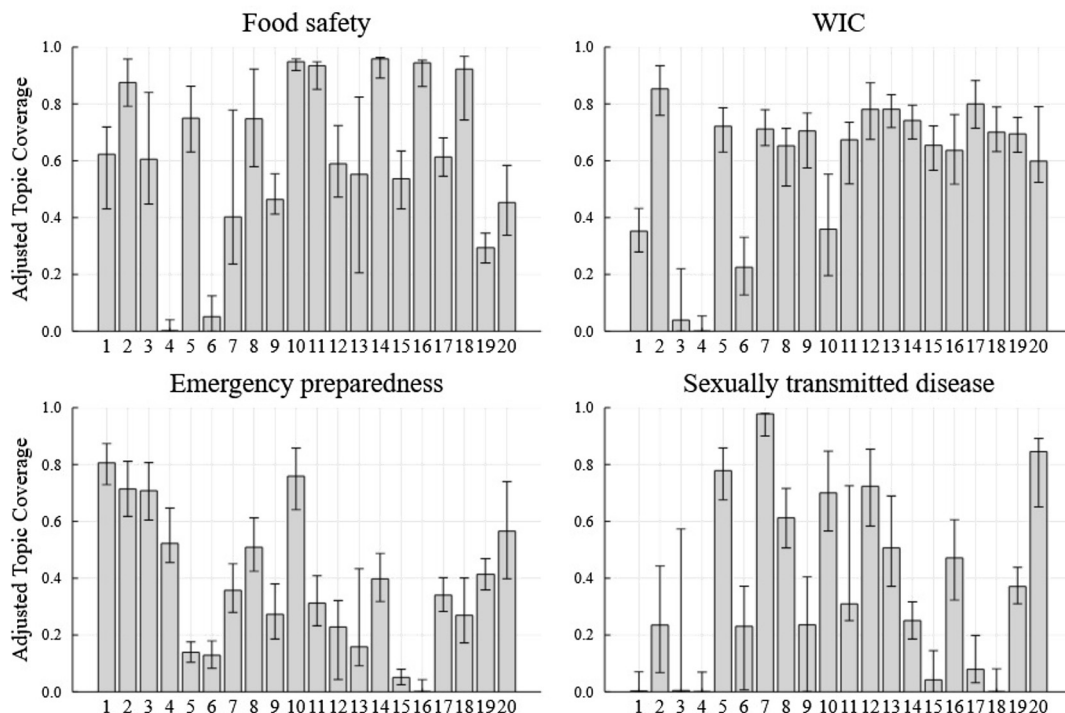 Food safety
WIC
Adjusted Topic Coverage
1.0
0.8
0.6
0.4
0.2
0.0
1 2 3 4 5 6 7 8 9 10 11 12 13 14 15 16 17 18 19 20
1.0
0.8
0.6
0.4
0.2
0.0
1 2 3 4 5 6 7 8 9 10 11 12 13 14 15 16 17 18 19 20
Emergency preparedness
Sexually transmitted disease
Adjusted Topic Coverage
1.0
0.8
0.6
0.4
0.2
0.0
1 2 3 4 5 6 7 8 9 10 11 12 13 14 15 16 17 18 19 20
1.0
0.8
0.6
0.4
0.2
0.0
1 2 3 4 5 6 7 8 9 10 11 12 13 14 15 16 17 18 19 20